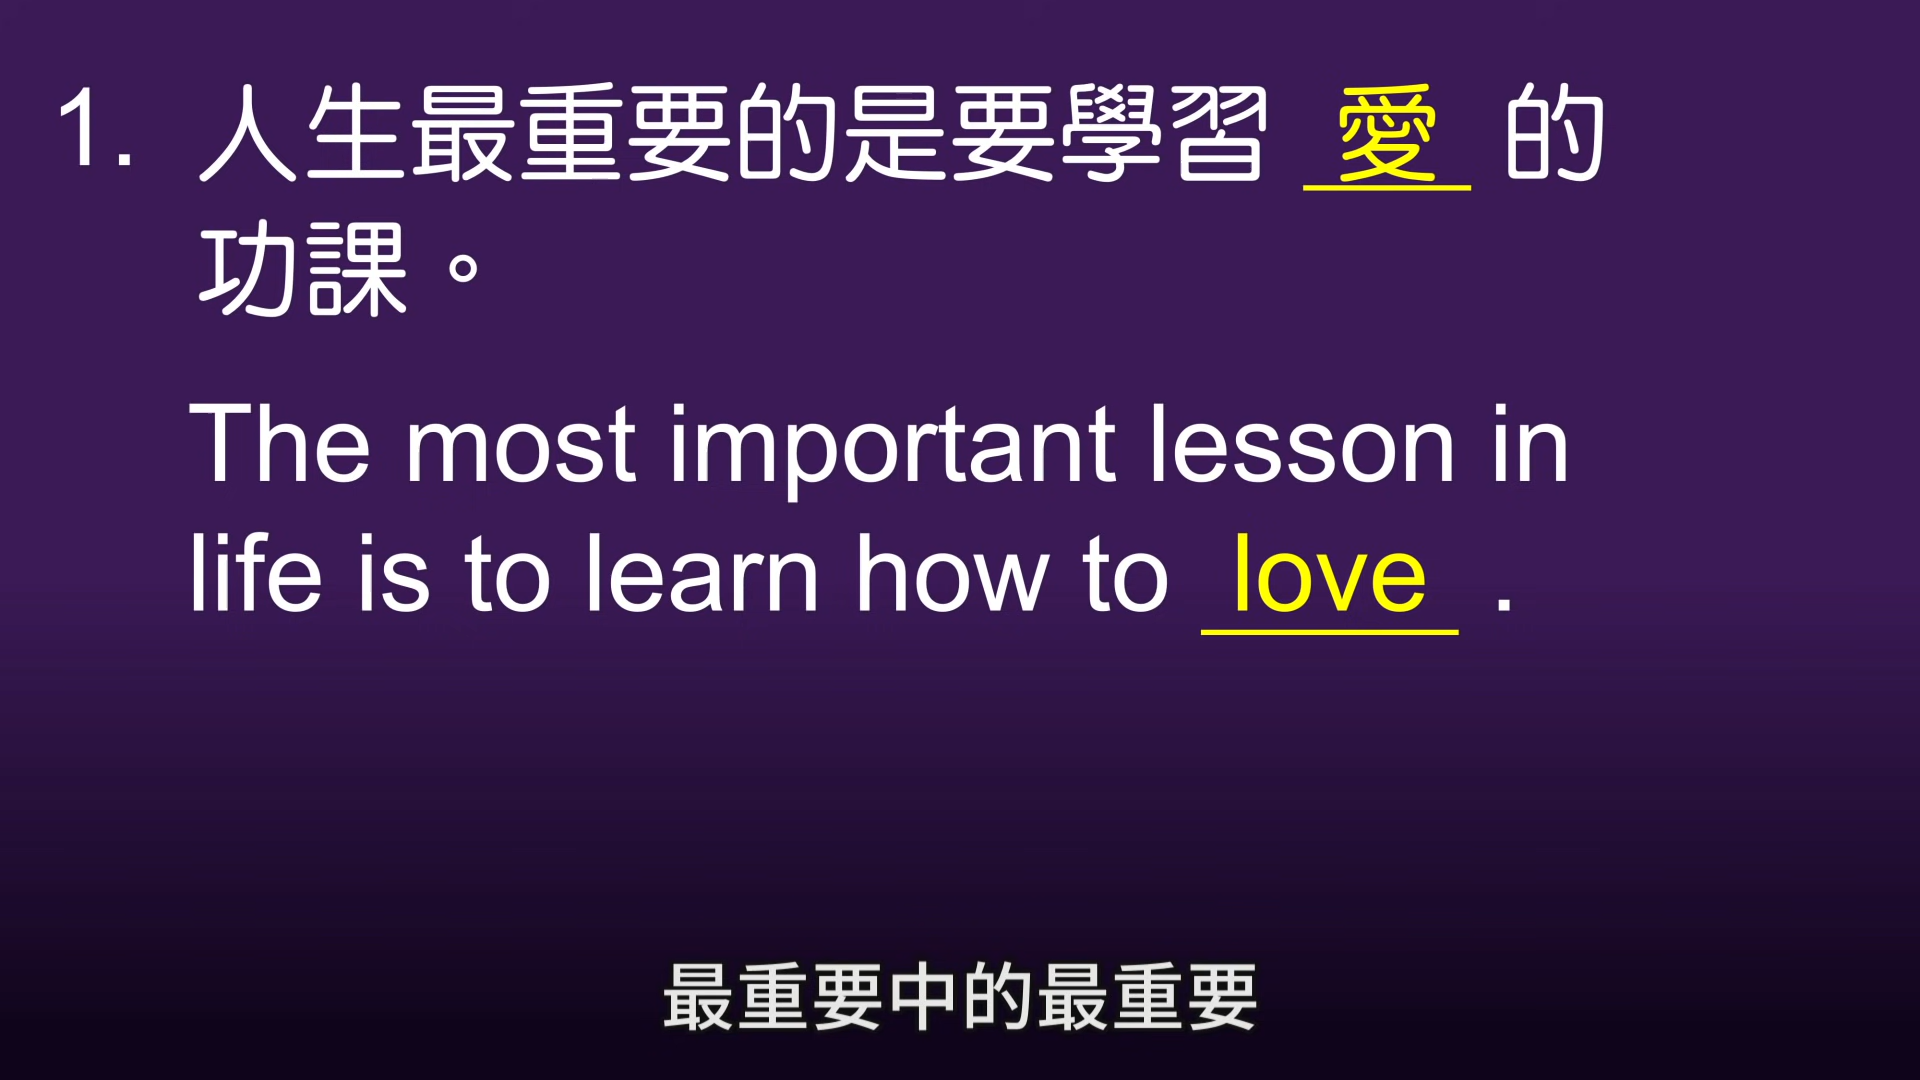 1. 人生最重要的是要學習 愛 的
功課。
The most important lesson in
life is to learn how to love .
最重要中的最重要